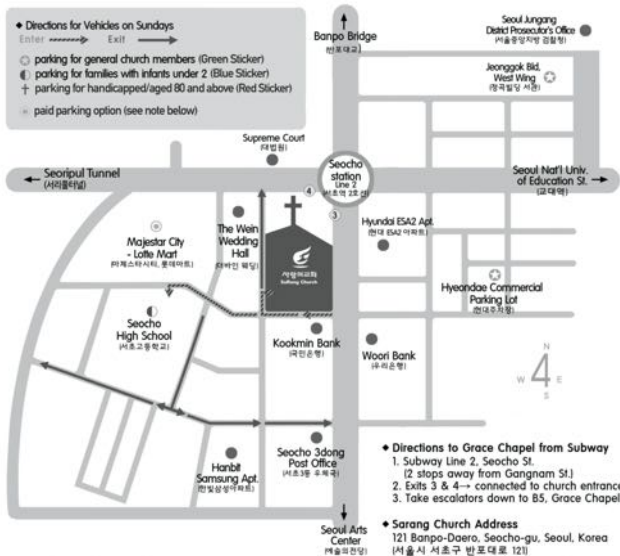 ◆ Directions for Vehicles on Sundays
Enter Exit
parking for general church members (Green Sticker)
parking for families with infants under 2 (Blue Sticker)
parking for handicapped/aged 80 and above (Red Sticker)
paid parking option (see note below)
Banpo Bridge
(반포대교)
Seoul Jungang
District Prosecutor's Office
(서울중앙지방 검찰청)
Jeonggok Bld,
West Wing
(정곡빌딩 서관)
Supreme Court
(대법원)
Seoripul Tunnel
(서리풀터널)
Seocho
station
Line 2
(서초역 2호선)
Seoul Nat'l Univ.
of Education St.
(교대역)
4
3
The Wein
Wedding
Hall
(더바인 웨딩)
Majestar City
- Lotte Mart
(마제스타시티, 롯데마트)
사랑의교회
SaRang Church
Hyundai ESA2 Apt.
(현대 ESA2 아파트)
Hyeondae Commercial
Parking Lot
(현대주차장)
Seocho
High School
(서초고등학교)
Kookmin Bank
(국민은행)
Woori Bank
(우리은행)
N
W 4 E
S
Hanbit
Samsung Apt.
(한빛삼성아파트)
Seocho 3dong
Post Office
(서초3동 우체국)
Seoul Arts
Center
(예술의전당)
◆ Directions to Grace Chapel from Subway
1. Subway Line 2, Seocho St.
(2 stops away from Gangnam St.)
2. Exits 3 & 4→ connected to church entrance
3. Take escalators down to B5, Grace Chapel
◆ Sarang Church Address
121 Banpo-Daero, Seocho-gu, Seoul, Korea
(서울시 서초구 반포대로 121)